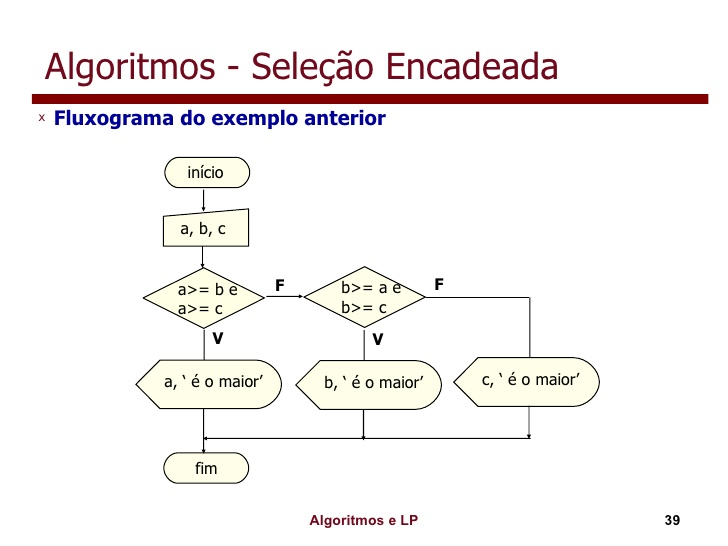 Algoritmos - Seleção Encadeada
x Fluxograma do exemplo anterior
início
a, b, c
a>= b e
a>= c
F
b>= a e
b>= c
F
V
V
a, ‘ é o maior’
b, ‘ é o maior’
c, ‘ é o maior’
fim
Algoritmos e LP
39